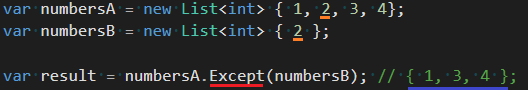 var numbersA = new List<int> { 1, 2, 3, 4};
var numbersB = new List<int> { 2 };
var result = numbersA.Except(numbersB); // { 1, 3, 4 };